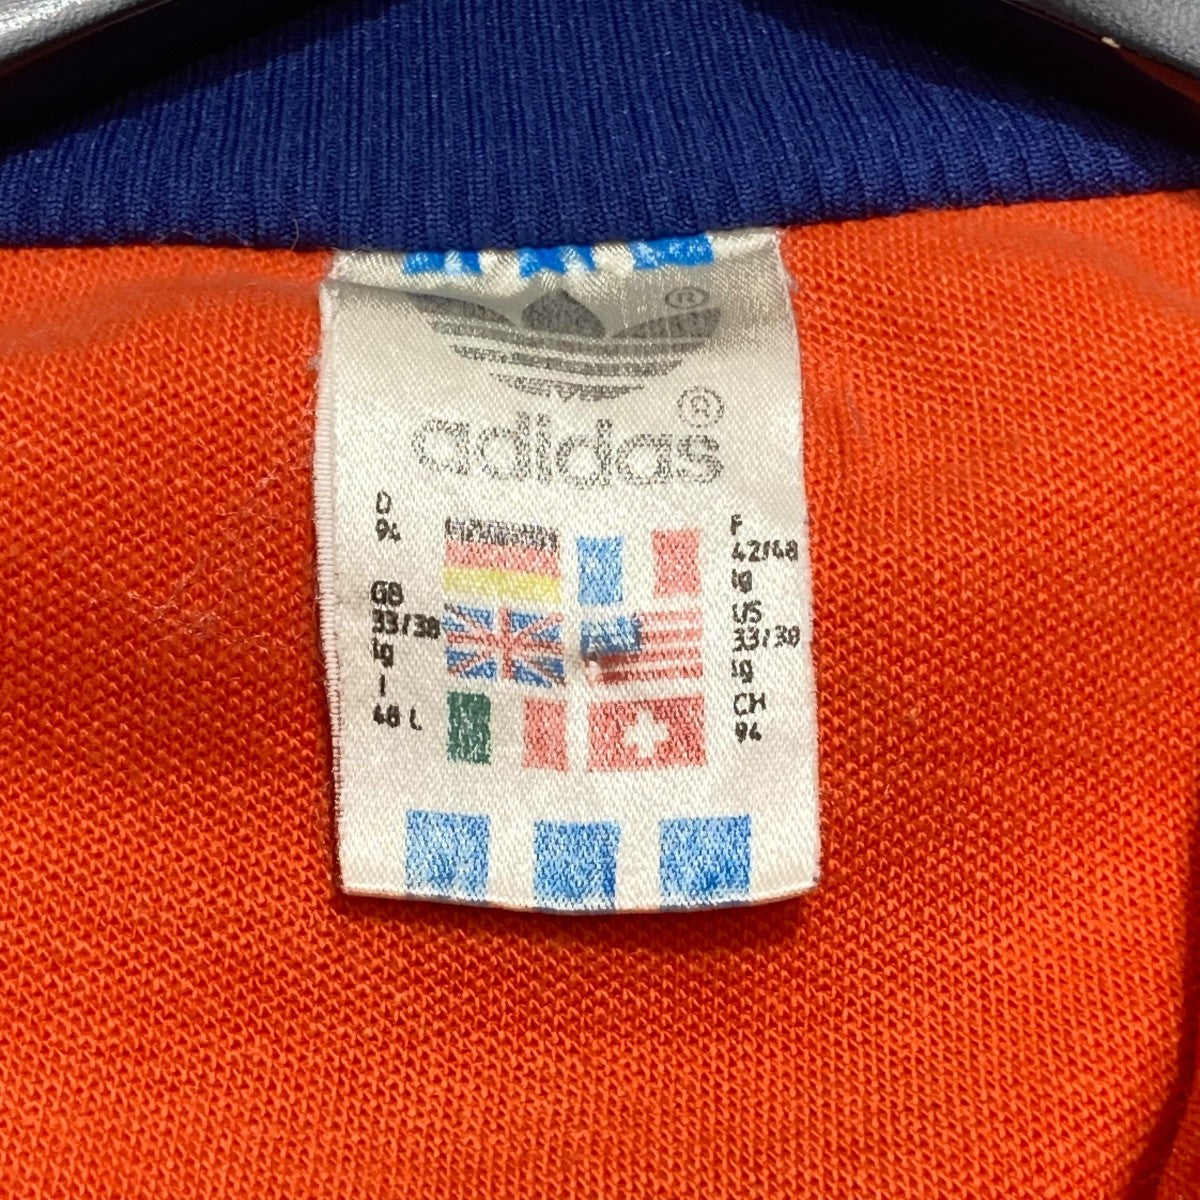 ®
adidas®
D
94
GB
33/38
lg
I
48 L
F
42/48
lg
US
33/38
lg
CH
94